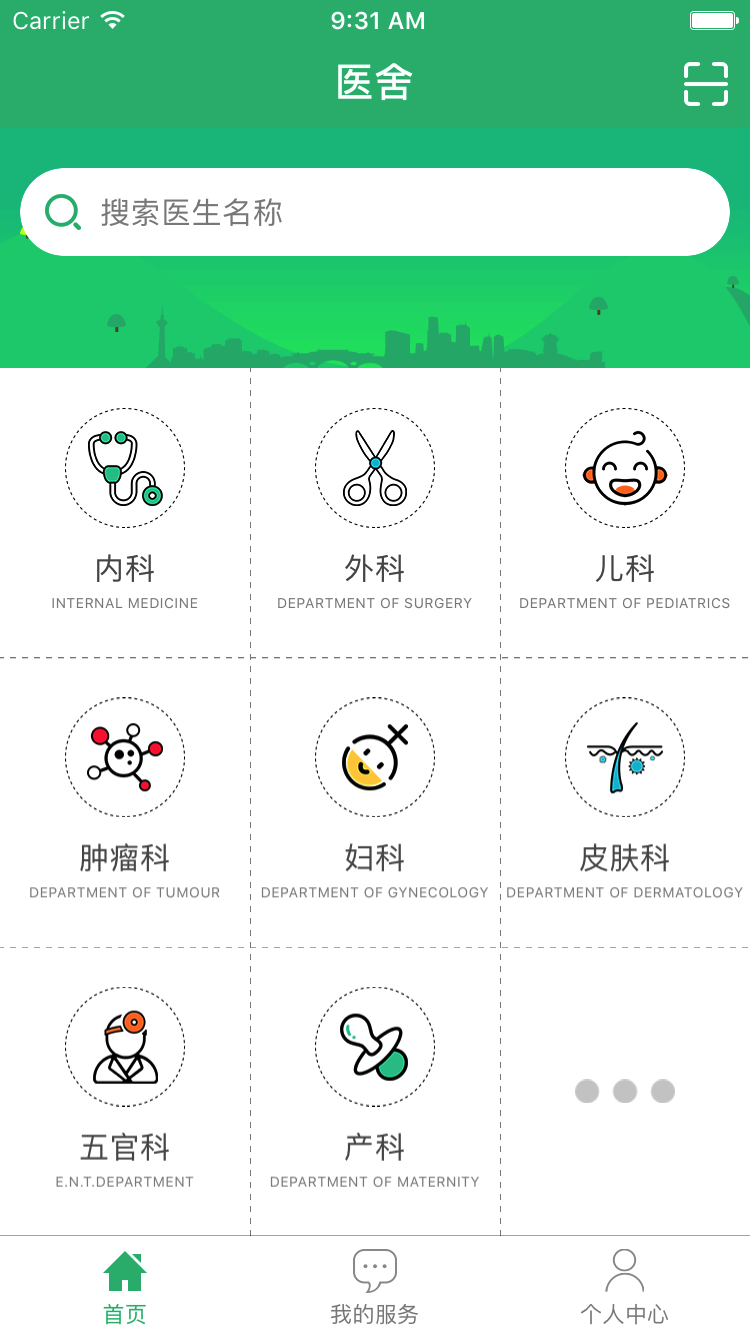 Carrier 9:31 AM
医舍
搜索医生名称
内科 外科 儿科
INTERNAL MEDICINE DEPARTMENT OF SURGERY DEPARTMENT OF PEDIATRICS
肿瘤科 妇科 皮肤科
DEPARTMENT OF TUMOUR DEPARTMENT OF GYNECOLOGY DEPARTMENT OF DERMATOLOGY
五官科 产科
E.N.T.DEPARTMENT DEPARTMENT OF MATERNITY
首页 我的服务 个人中心